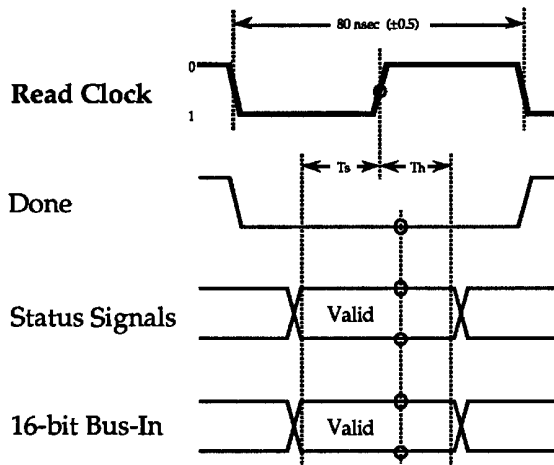 80 nsec (±0.5)
0
Read Clock
1
Ts
Th
Done
Status Signals
Valid
16-bit Bus-In
Valid